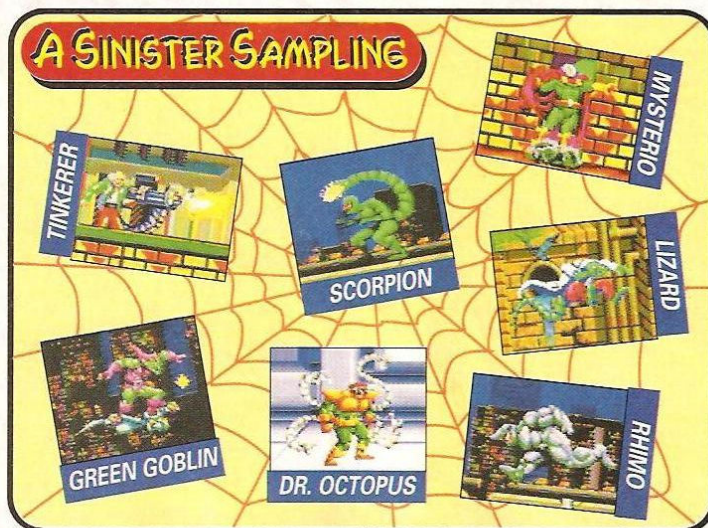 A SINISTER SAMPLING
MYSTERIO
TINKERER
SCORPION
LIZARD
GREEN GOBLIN
DR. OCTOPUS
RHIMO